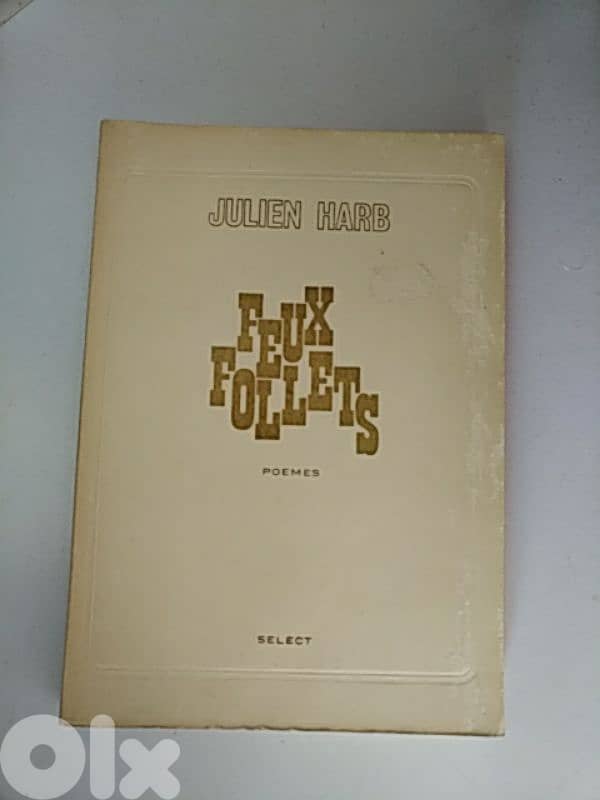 JULIEN HARB
FEUX
FOLLETS
POEMES
SELECT
Olx